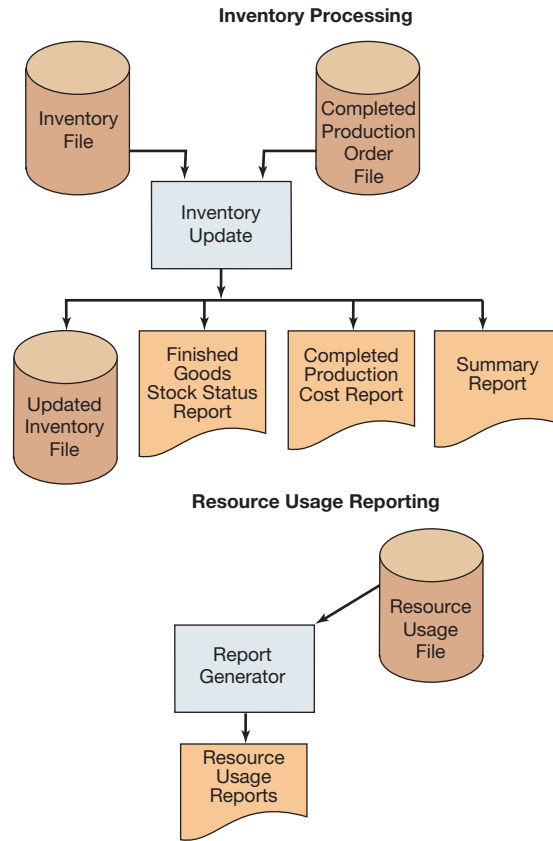 Inventory Processing
Inventory
File
Completed
Production
Order
File
Inventory
Update
Updated
Inventory
File
Finished
Goods
Stock Status
Report
Completed
Production
Cost Report
Summary
Report
Resource Usage Reporting
Resource
Usage
File
Report
Generator
Resource
Usage
Reports